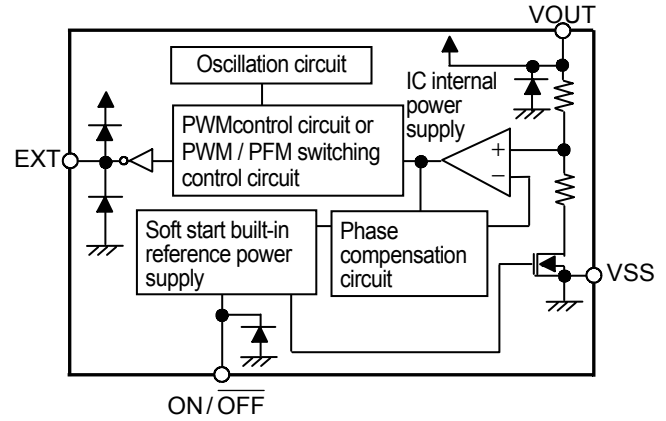 VOUT
Oscillation circuit
IC internal
power
supply
PWMcontrol circuit or
PWM / PFM switching
control circuit
EXT
+
−
Soft start built-in
reference power
supply
Phase
compensation
circuit
VSS
ON / OFF